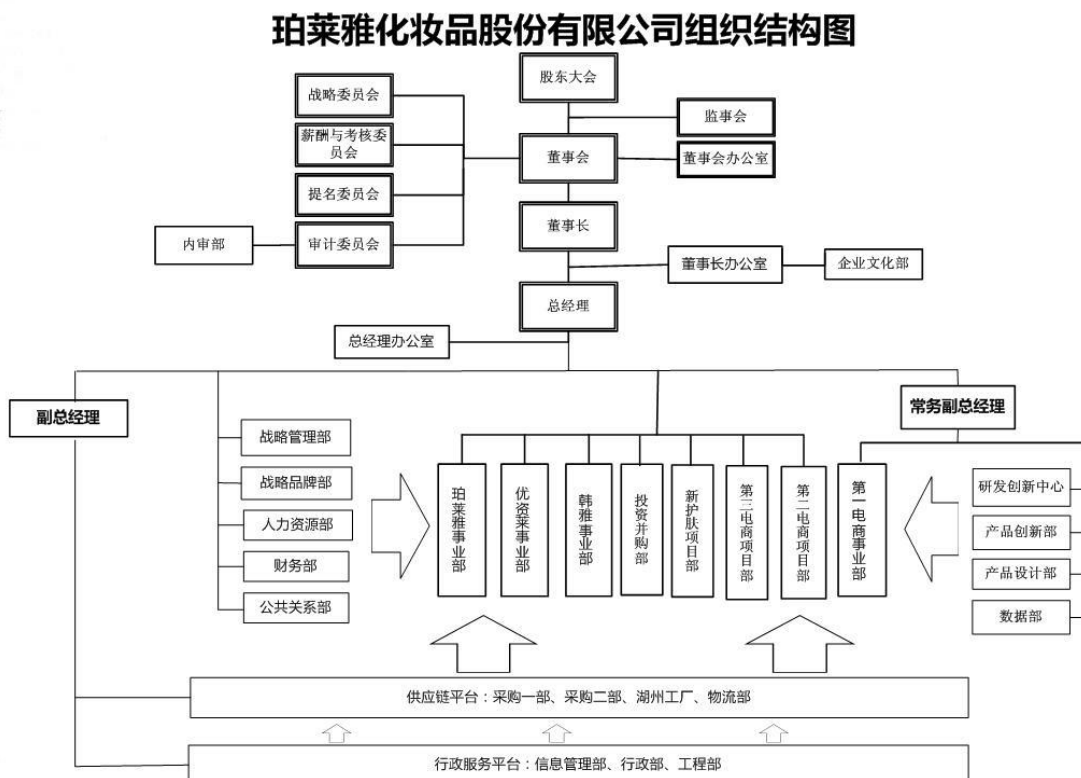 珀莱雅化妆品股份有限公司组织结构图
股东大会
战略委员会
监事会
薪酬与考核委
员会
董事会
董事会办公室
提名委员会
董事长
内审部
审计委员会
董事长办公室
企业文化部
总经理
总经理办公室
副总经理
常务副总经理
战略管理部
战略品牌部
人力资源部
财务部
公共关系部
珀莱雅事业部
优资莱事业部
韩雅事业部
投资并购部
新护肤项目部
第三电商项目部
第二电商项目部
第一电商事业部
研发创新中心
产品创新部
产品设计部
数据部
供应链平台：采购一部、采购二部、湖州工厂、物流部
行政服务平台：信息管理部、行政部、工程部